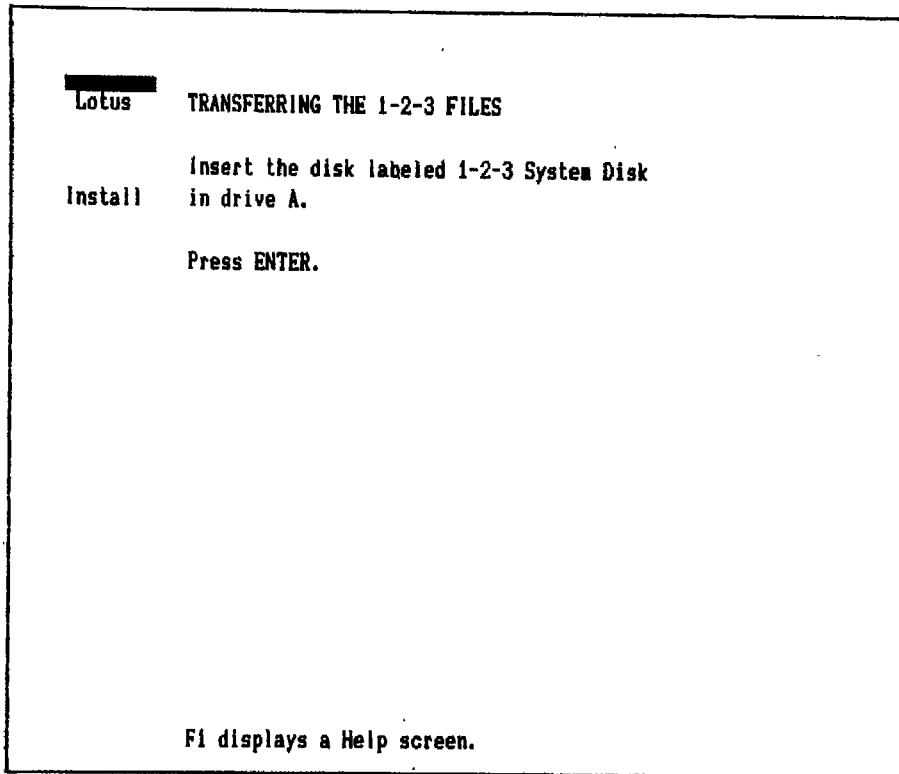 Lotus TRANSFERRING THE 1-2-3 FILES
Insert the disk labeled 1-2-3 System Disk
Install in drive A.
Press ENTER.
F1 displays a Help screen.